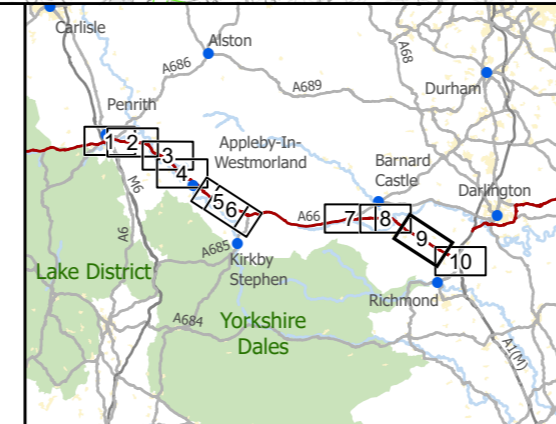 Carlisle
Alston
A686
A68
A689
Durham
Penrith
1
2
3
4
5
6
Appleby-In-
Westmorland
Barnard
Castle
Darlington
M6
A6
A66
7
8
9
10
A685
Kirkby
Stephen
Lake District
Richmond
A684
Yorkshire
Dales
A1(M)